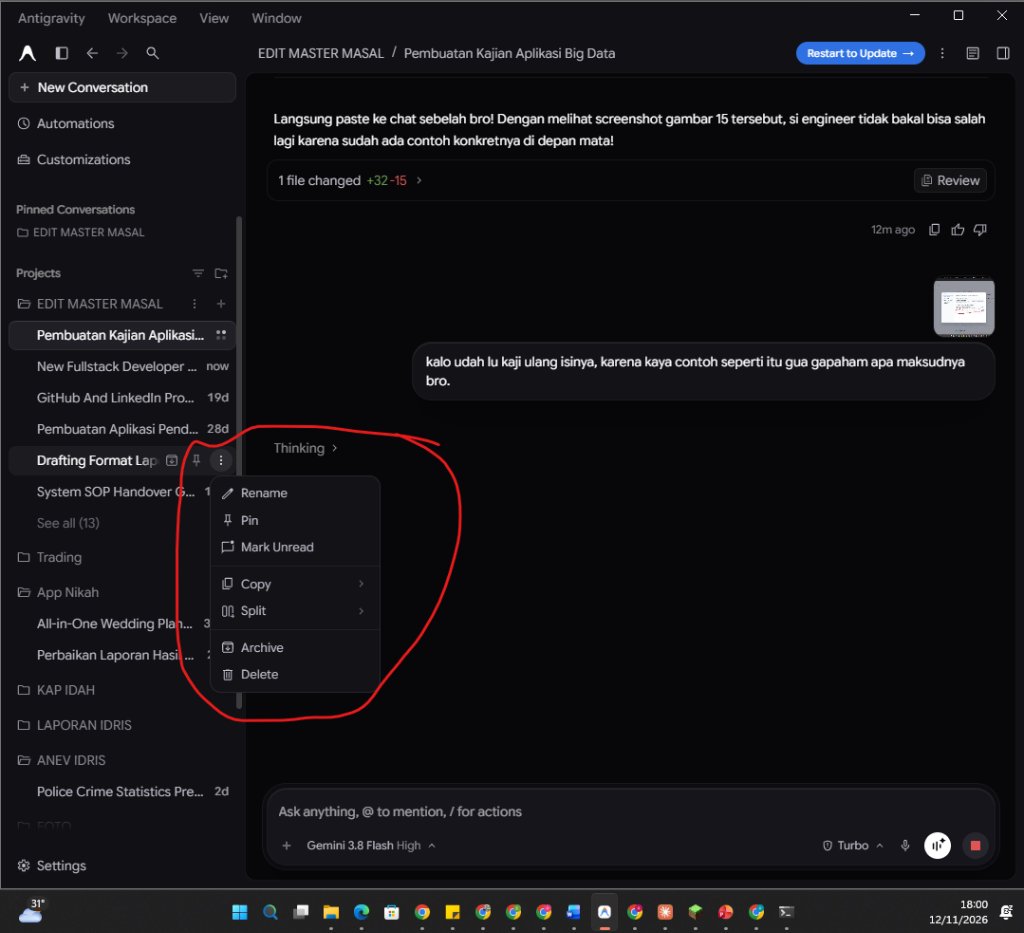 Antigravity Workspace View Window
EDIT MASTER MASAL / Pembuatan Kajian Aplikasi Big Data
Restart to Update →
+ New Conversation
Automations
Customizations
Pinned Conversations
EDIT MASTER MASAL
Projects
EDIT MASTER MASAL
Pembuatan Kajian Aplikasi...
New Fullstack Developer ... now
GitHub And LinkedIn Pro... 19d
Pembuatan Aplikasi Pend... 28d
Drafting Format Lap
System SOP Handover G... 1
See all (13)
Trading
App Nikah
All-in-One Wedding Plan... 3
Perbaikan Laporan Hasil ... 2
KAP IDAH
LAPORAN IDRIS
ANEV IDRIS
Police Crime Statistics Pre... 2d
FOTO
Settings
Langsung paste ke chat sebelah bro! Dengan melihat screenshot gambar 15 tersebut, si engineer tidak bakal bisa salah
lagi karena sudah ada contoh konkretnya di depan mata!
1 file changed +32 -15 >
Review
12m ago
kalo udah lu kaji ulang isinya, karena kaya contoh seperti itu gua gapaham apa maksudnya
bro.
Thinking >
Rename
Pin
Mark Unread
Copy >
Split >
Archive
Delete
Ask anything, @ to mention, / for actions
+ Gemini 3.8 Flash High
Turbo
31°
18:00
12/11/2026